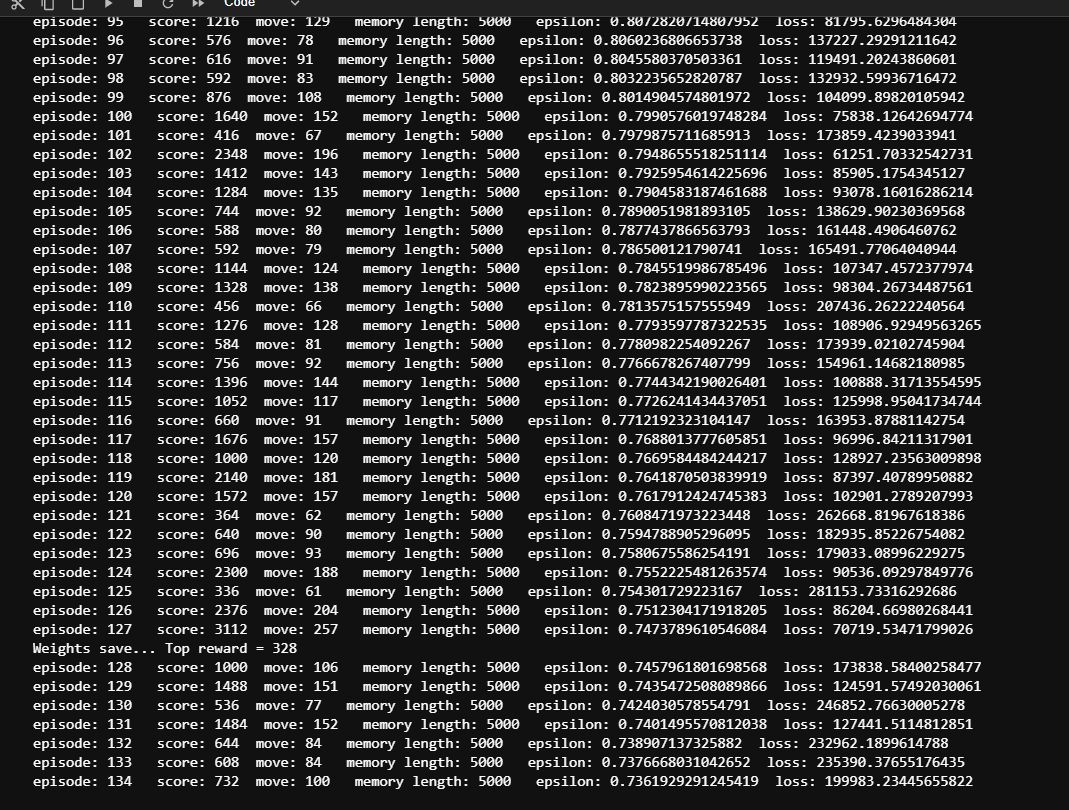 Code
episode: 95   score: 1216  move: 129   memory length: 5000   epsilon: 0.8072820714807952  loss: 81795.6296484304
episode: 96   score: 576  move: 78   memory length: 5000   epsilon: 0.8060236806653738  loss: 137227.29291211642
episode: 97   score: 616  move: 91   memory length: 5000   epsilon: 0.8045580370503361  loss: 119491.20243860601
episode: 98   score: 592  move: 83   memory length: 5000   epsilon: 0.8032235652820787  loss: 132932.59936716472
episode: 99   score: 876  move: 108   memory length: 5000   epsilon: 0.8014904574801972  loss: 104099.89820105942
episode: 100   score: 1640  move: 152   memory length: 5000   epsilon: 0.7990576019748284  loss: 75838.12642694774
episode: 101   score: 416  move: 67   memory length: 5000   epsilon: 0.7979875711685913  loss: 173859.4239033941
episode: 102   score: 2348  move: 196   memory length: 5000   epsilon: 0.7948655518251114  loss: 61251.70332542731
episode: 103   score: 1412  move: 143   memory length: 5000   epsilon: 0.7925954614225696  loss: 85905.1754345127
episode: 104   score: 1284  move: 135   memory length: 5000   epsilon: 0.7904583187461688  loss: 93078.16016286214
episode: 105   score: 744  move: 92   memory length: 5000   epsilon: 0.7890051981893105  loss: 138629.90230369568
episode: 106   score: 588  move: 80   memory length: 5000   epsilon: 0.7877437866563793  loss: 161448.4906460762
episode: 107   score: 592  move: 79   memory length: 5000   epsilon: 0.786500121790741  loss: 165491.77064040944
episode: 108   score: 1144  move: 124   memory length: 5000   epsilon: 0.7845519986785496  loss: 107347.4572377974
episode: 109   score: 1328  move: 138   memory length: 5000   epsilon: 0.7823895990223565  loss: 98304.26734487561
episode: 110   score: 456  move: 66   memory length: 5000   epsilon: 0.7813575157555949  loss: 207436.26222240564
episode: 111   score: 1276  move: 128   memory length: 5000   epsilon: 0.7793597787322535  loss: 108906.92949563265
episode: 112   score: 584  move: 81   memory length: 5000   epsilon: 0.7780982254092267  loss: 173939.02102745904
episode: 113   score: 756  move: 92   memory length: 5000   epsilon: 0.7766678267407799  loss: 154961.14682180985
episode: 114   score: 1396  move: 144   memory length: 5000   epsilon: 0.7744342190026401  loss: 100888.31713554595
episode: 115   score: 1052  move: 117   memory length: 5000   epsilon: 0.7726241434437051  loss: 125998.95041734744
episode: 116   score: 660  move: 91   memory length: 5000   epsilon: 0.7712192323104147  loss: 163953.87881142754
episode: 117   score: 1676  move: 157   memory length: 5000   epsilon: 0.7688013777605851  loss: 96996.84211317901
episode: 118   score: 1000  move: 120   memory length: 5000   epsilon: 0.7669584484244217  loss: 128927.23563009898
episode: 119   score: 2140  move: 181   memory length: 5000   epsilon: 0.7641870503839919  loss: 87397.40789950882
episode: 120   score: 1572  move: 157   memory length: 5000   epsilon: 0.7617912424745383  loss: 102901.2789207993
episode: 121   score: 364  move: 62   memory length: 5000   epsilon: 0.7608471973223448  loss: 262668.81967618386
episode: 122   score: 640  move: 90   memory length: 5000   epsilon: 0.7594788905296095  loss: 182935.85226754082
episode: 123   score: 696  move: 93   memory length: 5000   epsilon: 0.7580675586254191  loss: 179033.08996229275
episode: 124   score: 2300  move: 188   memory length: 5000   epsilon: 0.7552225481263574  loss: 90536.09297849776
episode: 125   score: 336  move: 61   memory length: 5000   epsilon: 0.754301729223167  loss: 281153.73316292686
episode: 126   score: 2376  move: 204   memory length: 5000   epsilon: 0.7512304171918205  loss: 86204.66980268441
episode: 127   score: 3112  move: 257   memory length: 5000   epsilon: 0.7473789610546084  loss: 70719.53471799026
Weights save... Top reward = 328
episode: 128   score: 1000  move: 106   memory length: 5000   epsilon: 0.7457961801698568  loss: 173838.58400258477
episode: 129   score: 1488  move: 151   memory length: 5000   epsilon: 0.7435472508089866  loss: 124591.57492030061
episode: 130   score: 536  move: 77   memory length: 5000   epsilon: 0.7424030578554791  loss: 246852.76630005278
episode: 131   score: 1484  move: 152   memory length: 5000   epsilon: 0.7401495570812038  loss: 127441.5114812851
episode: 132   score: 644  move: 84   memory length: 5000   epsilon: 0.738907137325882  loss: 232962.1899614788
episode: 133   score: 608  move: 84   memory length: 5000   epsilon: 0.7376668031042652  loss: 235390.37655176435
episode: 134   score: 732  move: 100   memory length: 5000   epsilon: 0.7361929291245419  loss: 199983.23445655822